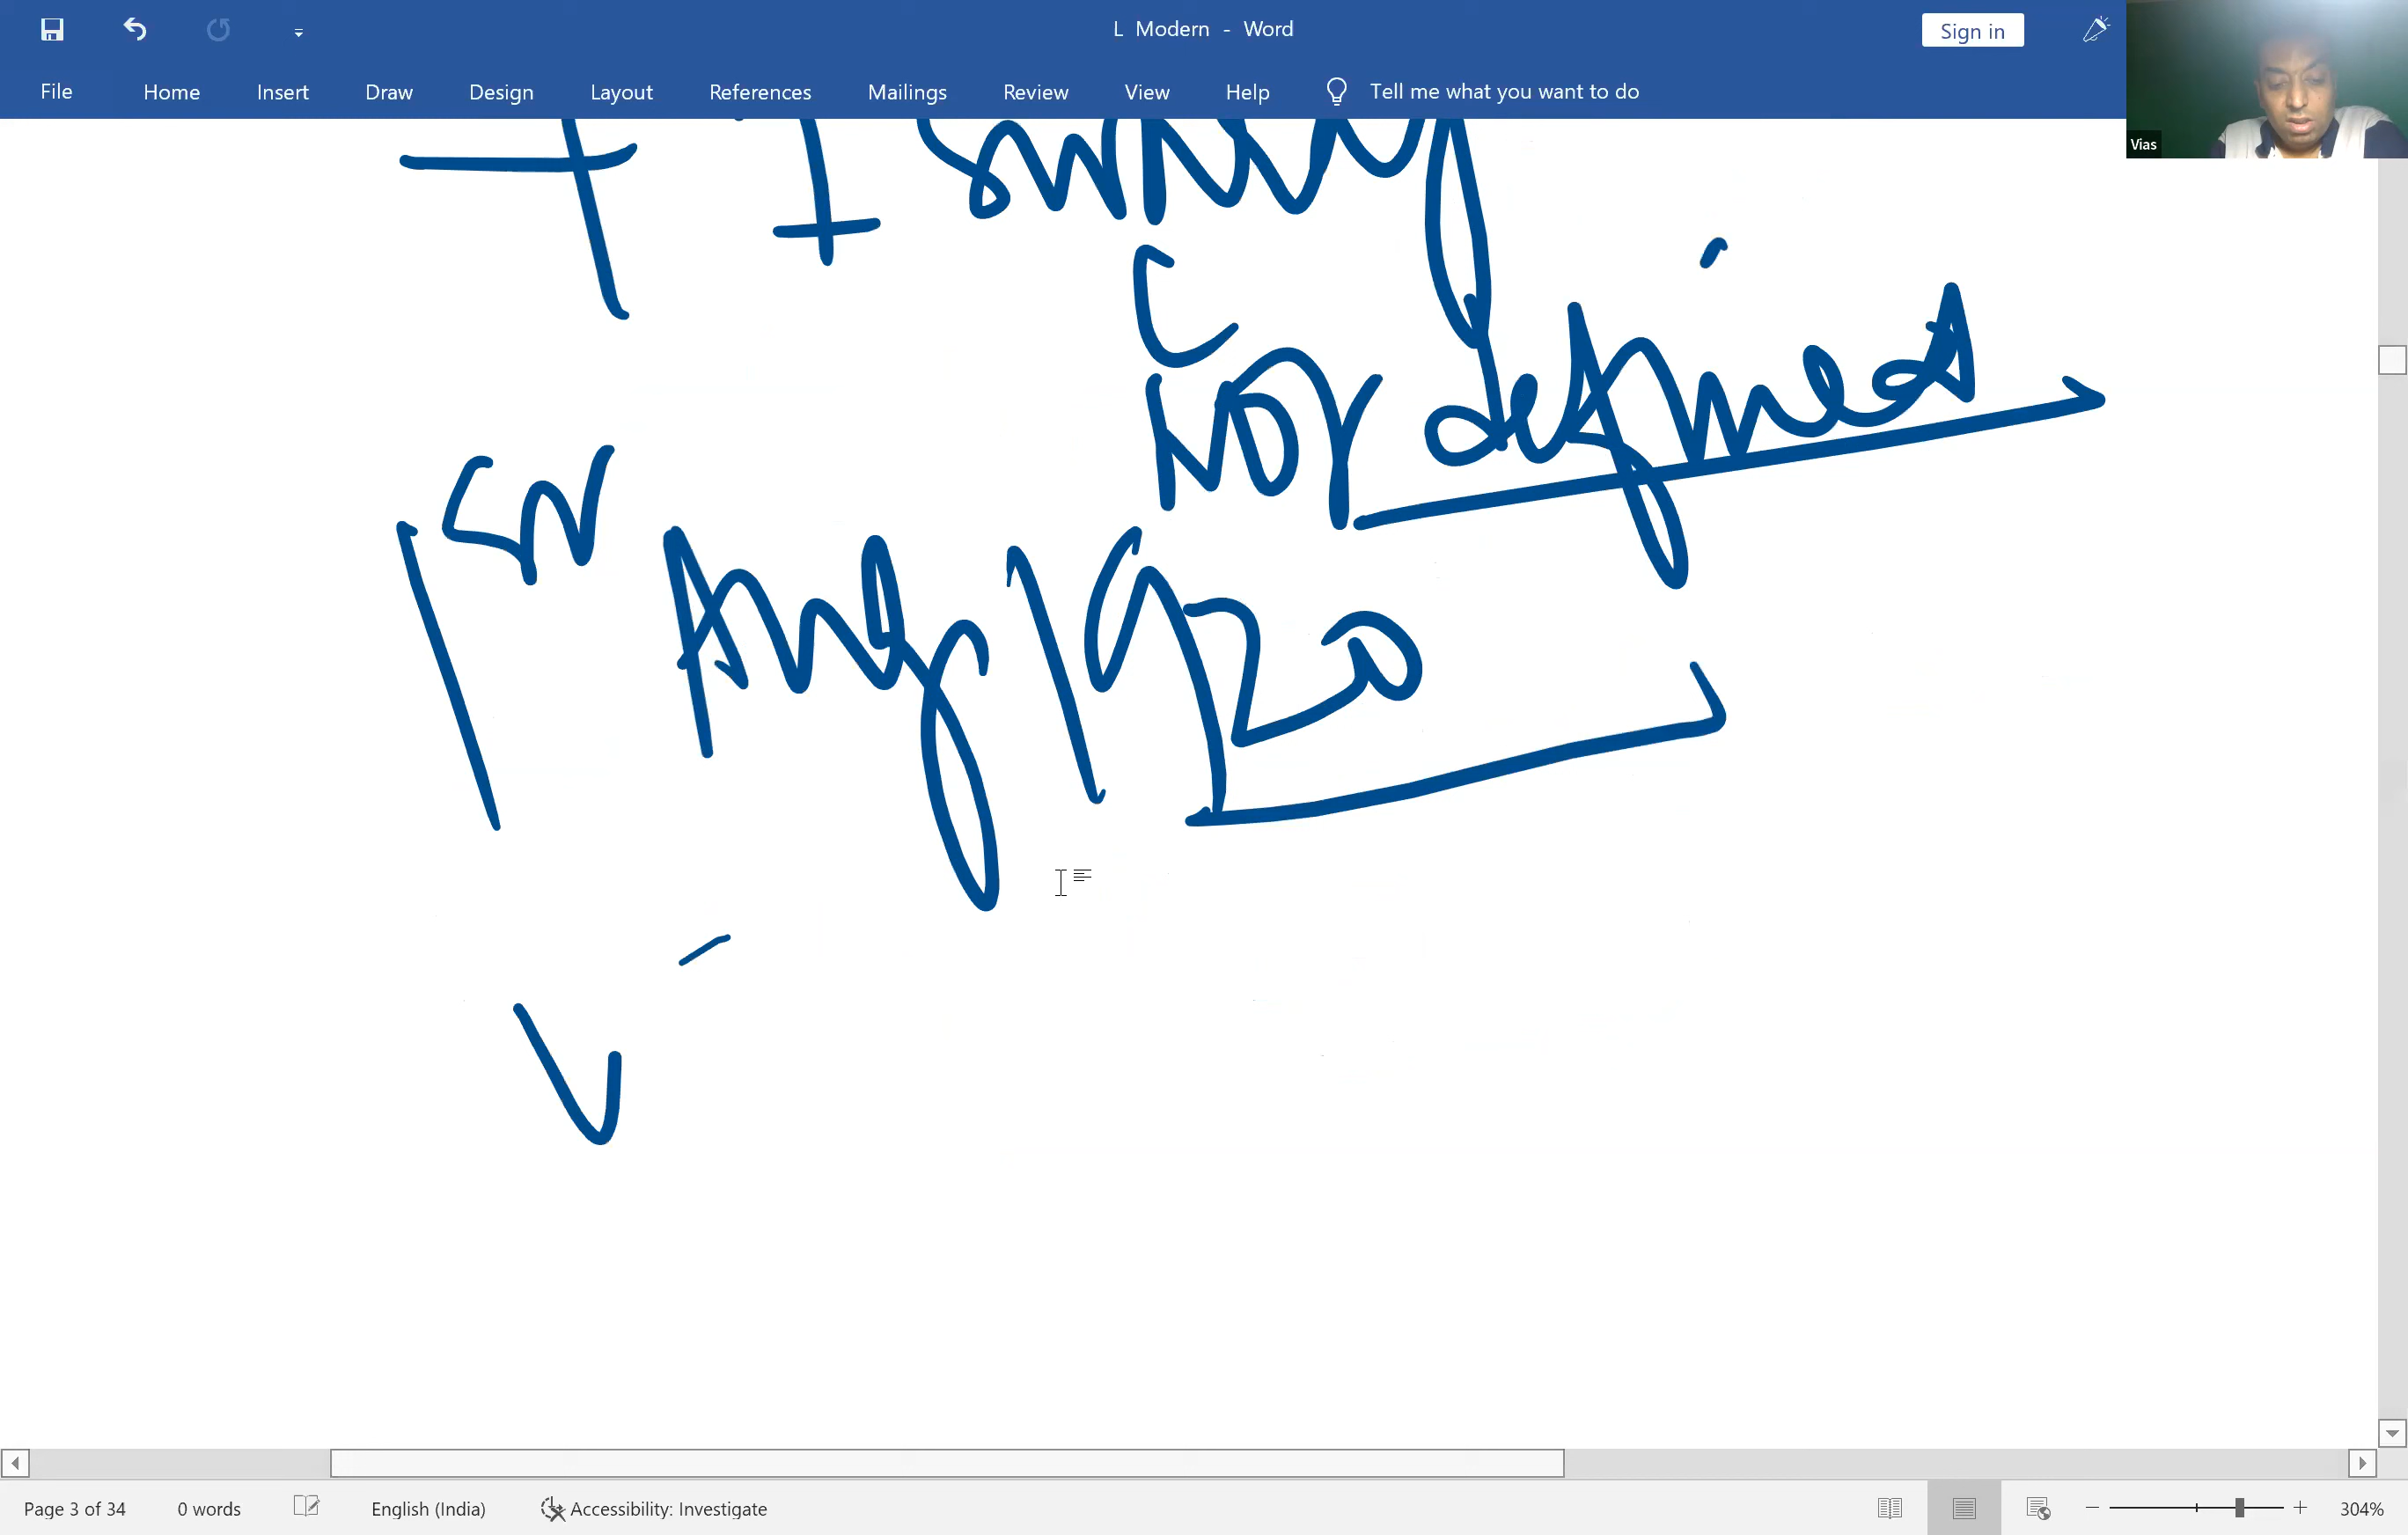 L Modern - Word
Sign in
File Home Insert Draw Design Layout References Mailings Review View Help Tell me what you want to do
Vias
Not defined
1st Aug 1920
Page 3 of 34 0 words English (India) Accessibility: Investigate 304%